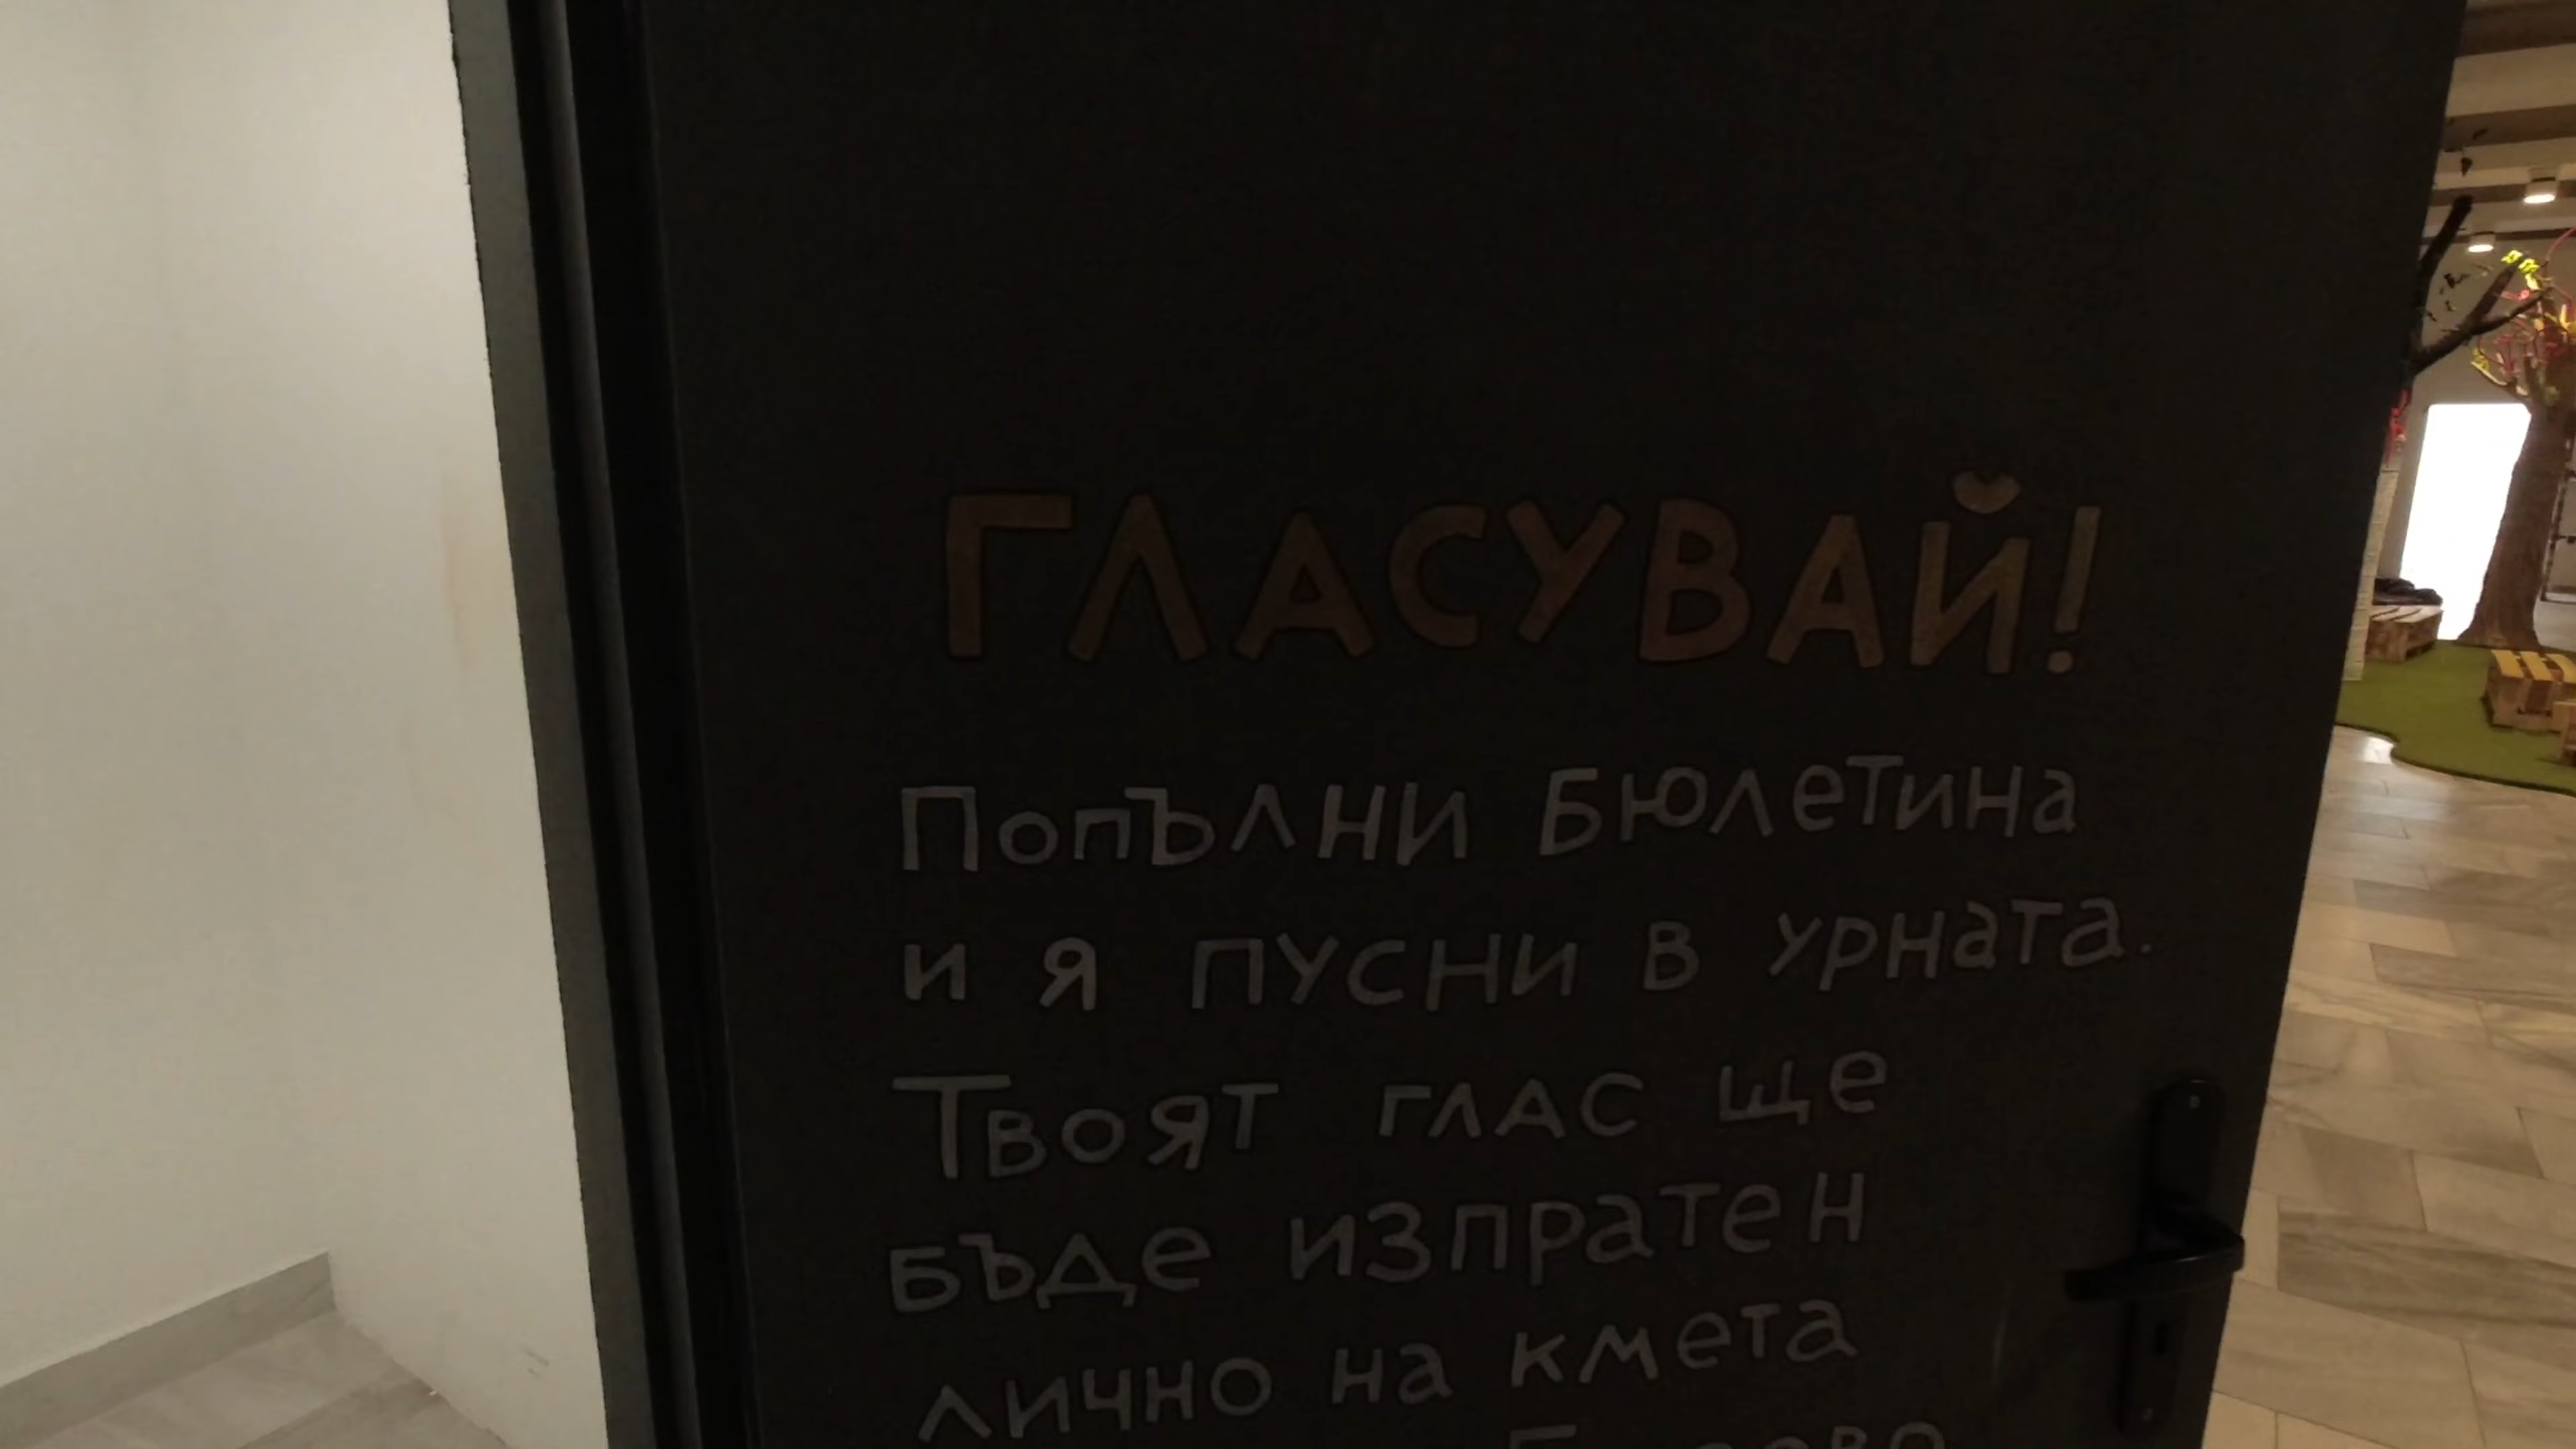 ГЛАСУВАЙ!
Попълни бюлетина
и я пусни в урната.
Твоят глас ще
бъде изпратен
лично на кмета